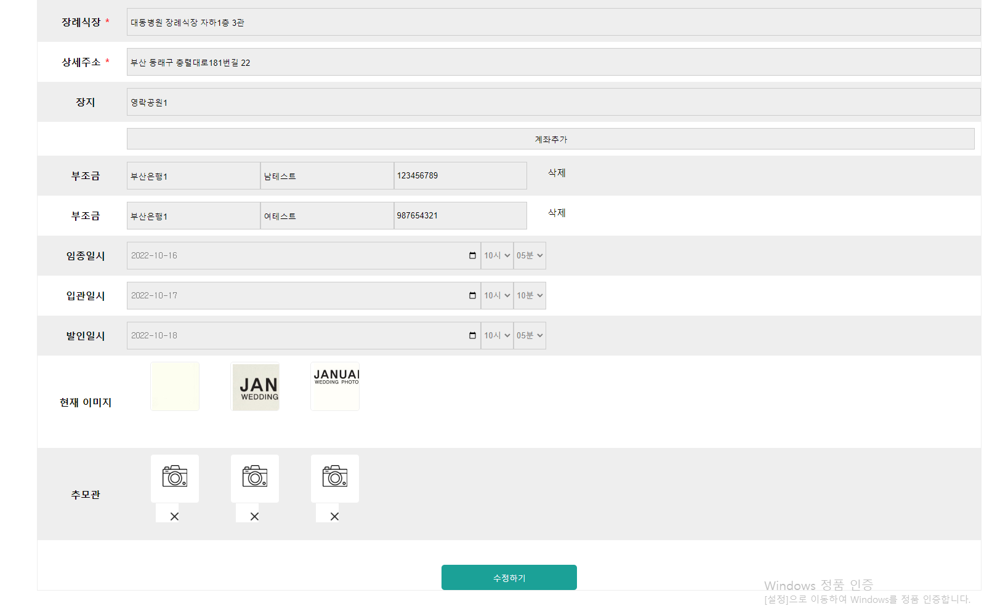 장례식장 *
대동병원 장례식장 자하1층 3관
상세주소 *
부산 동래구 충렬대로181번길 22
장지
영락공원1
계좌추가
부조금 부산은행1 남테스트 123456789 삭제
부조금 부산은행1 여테스트 987654321 삭제
임종일시 2022-10-16 10시 05분
입관일시 2022-10-17 10시 10분
발인일시 2022-10-18 10시 05분
현재 이미지
JAN
WEDDING
JANUAI
WEDDING PHOTO
추모관
수정하기
Windows 정품 인증
[설정]으로 이동하여 Windows를 정품 인증합니다.